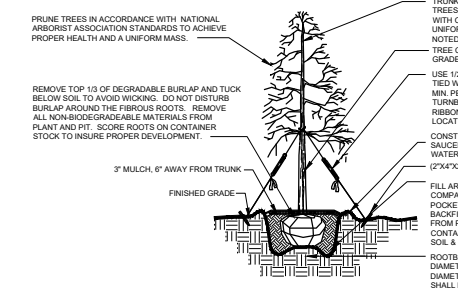 PRUNE TREES IN ACCORDANCE WITH NATIONAL
ARBORIST ASSOCIATION STANDARDS TO ACHIEVE
PROPER HEALTH AND A UNIFORM MASS.
REMOVE TOP 1/3 OF DEGRADABLE BURLAP AND TUCK
BELOW SOIL TO AVOID WICKING. DO NOT DISTURB
BURLAP AROUND THE FIBROUS ROOTS. REMOVE
ALL NON-BIODEGREADABLE MATERIALS FROM
PLANT AND PIT. SCORE ROOTS ON CONTAINER
STOCK TO INSURE PROPER DEVELOPMENT.
3" MULCH, 6" AWAY FROM TRUNK
FINISHED GRADE
TREES
WITH
UNIFOR
NOTED
TREE
GRADE
USE 1/2
TIED W
MIN. PE
TURNB
RIBBON
LOCAT
CONST
SAUCE
WATER
(2"X4"X
FILL AR
COMPA
POCKE
BACKFI
FROM
CONTA
SOIL &
ROOTB
DIAMET
DIAMET
SHALL